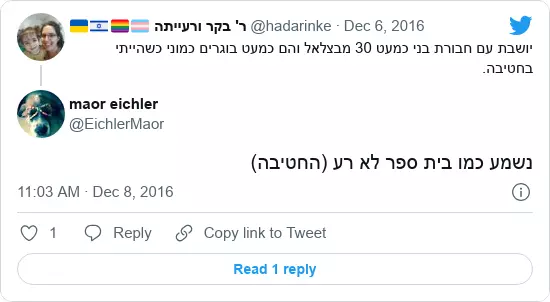 ר' בקר ורעייתה 🏳️‍⚧️🏳️‍🌈🇮🇱🇺🇦 @hadarinke · Dec 6, 2016
יושבת עם חבורת בני כמעט 30 מבצלאל והם כמעט בוגרים כמוני כשהייתי
בחטיבה.
maor eichler
@EichlerMaor
נשמע כמו בית ספר לא רע (החטיבה)
11:03 AM · Dec 8, 2016
1 Reply Copy link to Tweet
Read 1 reply